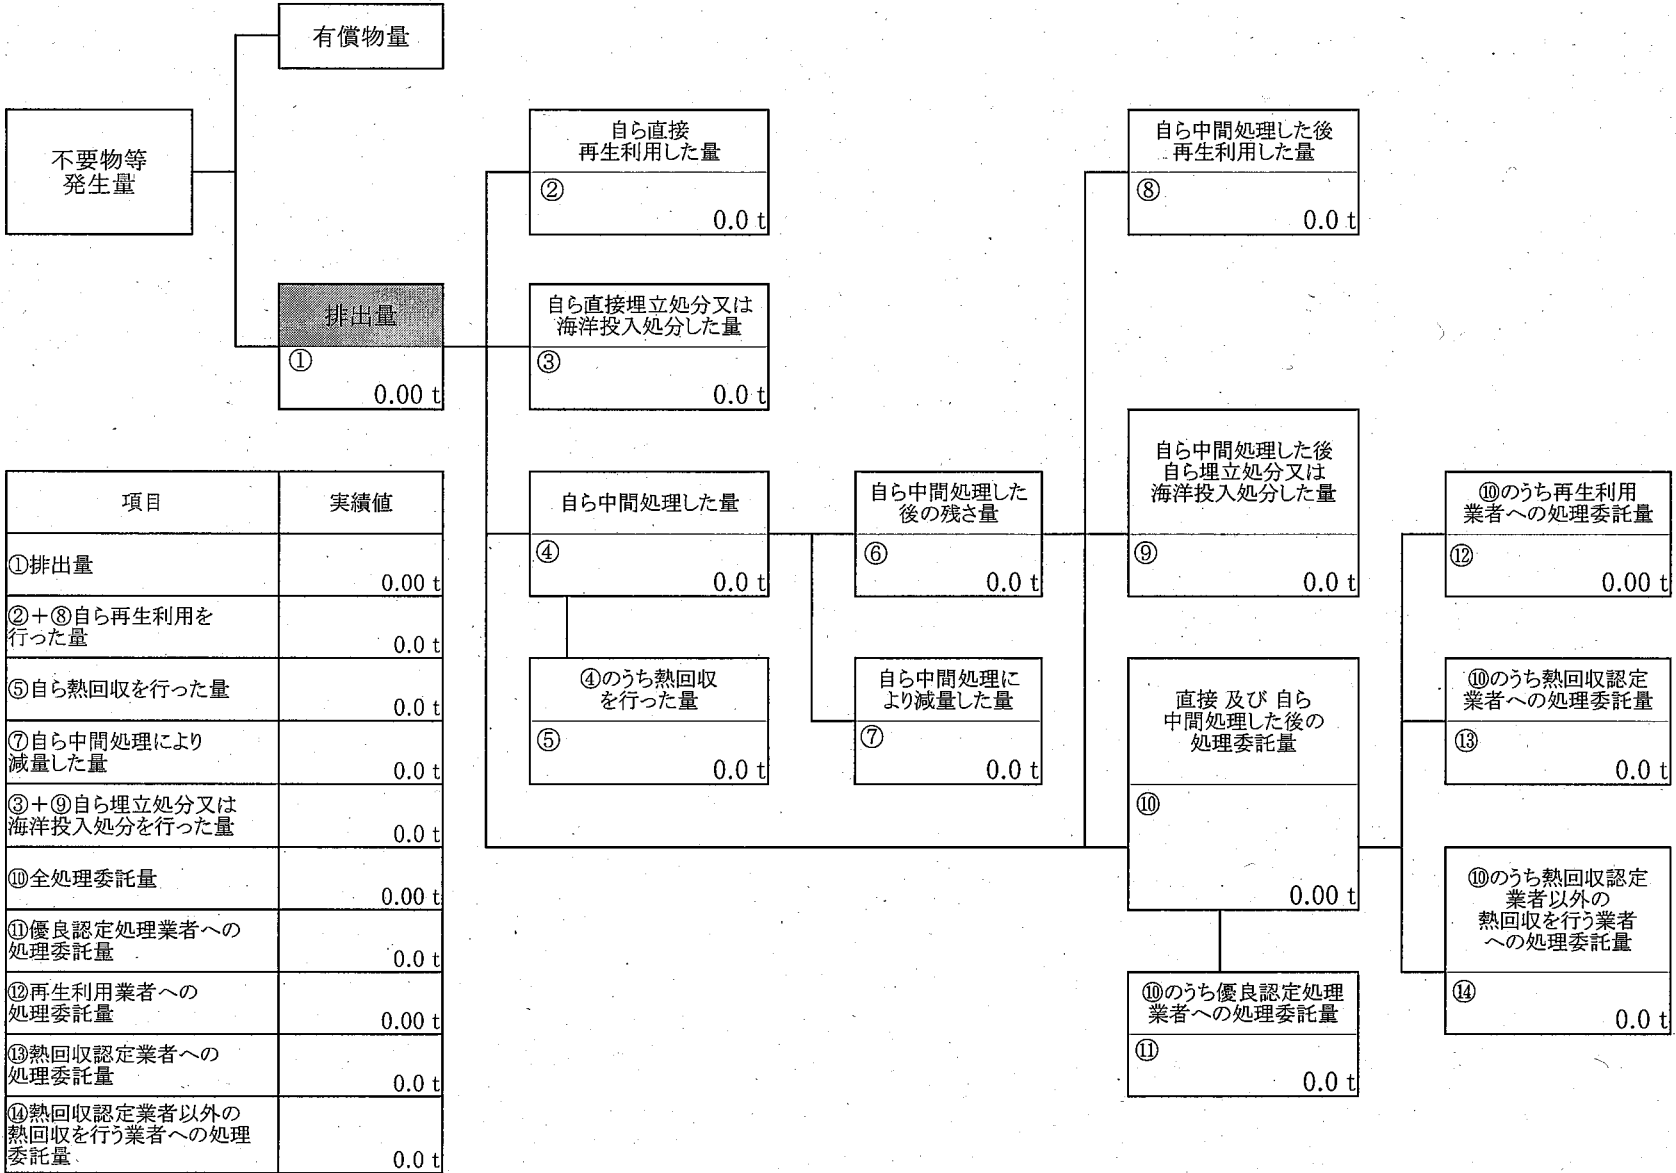 有償物量
不要物等
発生量
自ら直接
再生利用した量
②
0.0 t
自ら中間処理した後
再生利用した量
⑧
0.0 t
排出量
①
0.00 t
自ら直接埋立処分又は
海洋投入処分した量
③
0.0 t
自ら中間処理した量
④
0.0 t
自ら中間処理した
後の残さ量
⑥
0.0 t
自ら中間処理した後
自ら埋立処分又は
海洋投入処分した量
⑨
0.0 t
⑩のうち再生利用
業者への処理委託量
⑫
0.00 t
④のうち熱回収
を行った量
⑤
0.0 t
自ら中間処理に
より減量した量
⑦
0.0 t
直接 及び 自ら
中間処理した後の
処理委託量
⑩
0.00 t
⑩のうち熱回収認定
業者への処理委託量
⑬
0.0 t
⑩のうち優良認定処理
業者への処理委託量
⑪
0.0 t
⑩のうち熱回収認定
業者以外の
熱回収を行う業者
への処理委託量
⑭
0.0 t
項目 実績値
①排出量
0.00 t
②＋⑧自ら再生利用を
行った量
0.0 t
⑤自ら熱回収を行った量
0.0 t
⑦自ら中間処理により
減量した量
0.0 t
③＋⑨自ら埋立処分又は
海洋投入処分を行った量
0.0 t
⑩全処理委託量
0.00 t
⑪優良認定処理業者への
処理委託量
0.0 t
⑫再生利用業者への
処理委託量
0.00 t
⑬熱回収認定業者への
処理委託量
0.0 t
⑭熱回収認定業者以外の
熱回収を行う業者への処理
委託量
0.0 t